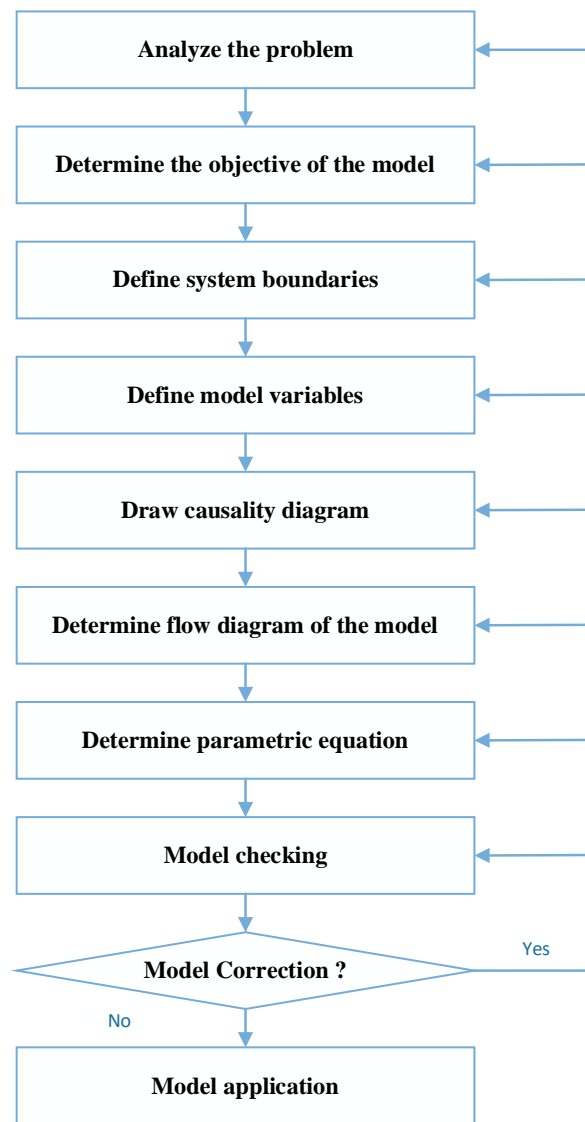 Analyze the problem
Determine the objective of the model
Define system boundaries
Define model variables
Draw causality diagram
Determine flow diagram of the model
Determine parametric equation
Model checking
Model Correction ?
Yes
No
Model application